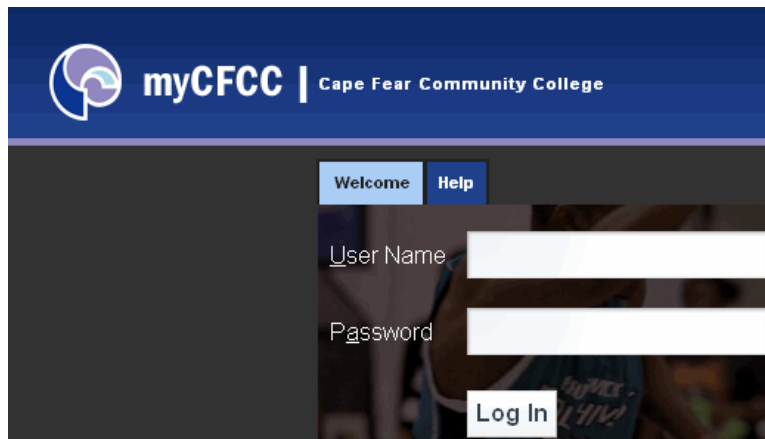 myCFCC | Cape Fear Community College
Welcome Help
User Name
Password
Log In